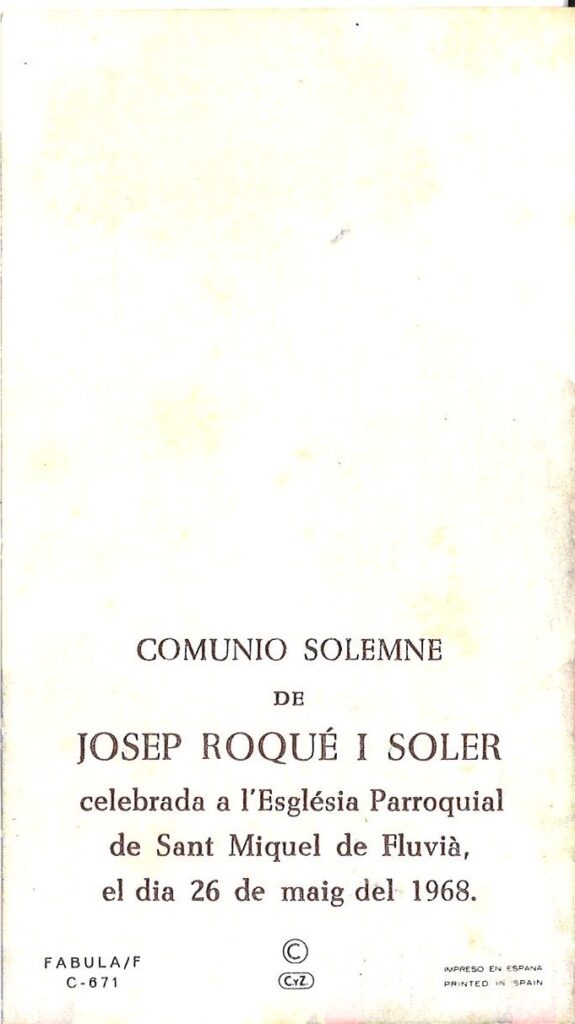 COMUNIO SOLEMNE
DE
JOSEP ROQUÉ I SOLER
celebrada a l'Església Parroquial
de Sant Miquel de Fluvià,
el dia 26 de maig del 1968.
FABULA/F
C-671
©
C.Y.Z.
IMPRESO EN ESPAÑA
PRINTED IN SPAIN